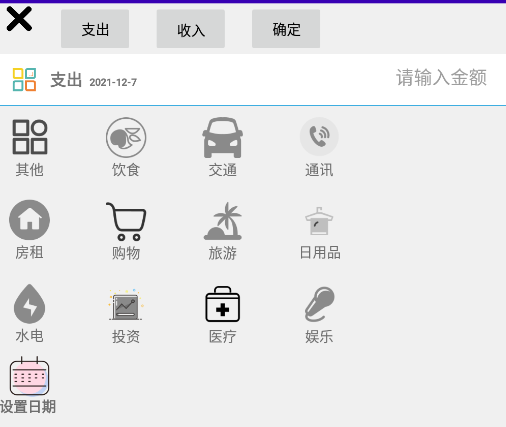 支出 收入 确定
支出 2021-12-7 请输入金额
其他 饮食 交通 通讯
房租 购物 旅游 日用品
水电 投资 医疗 娱乐
设置日期